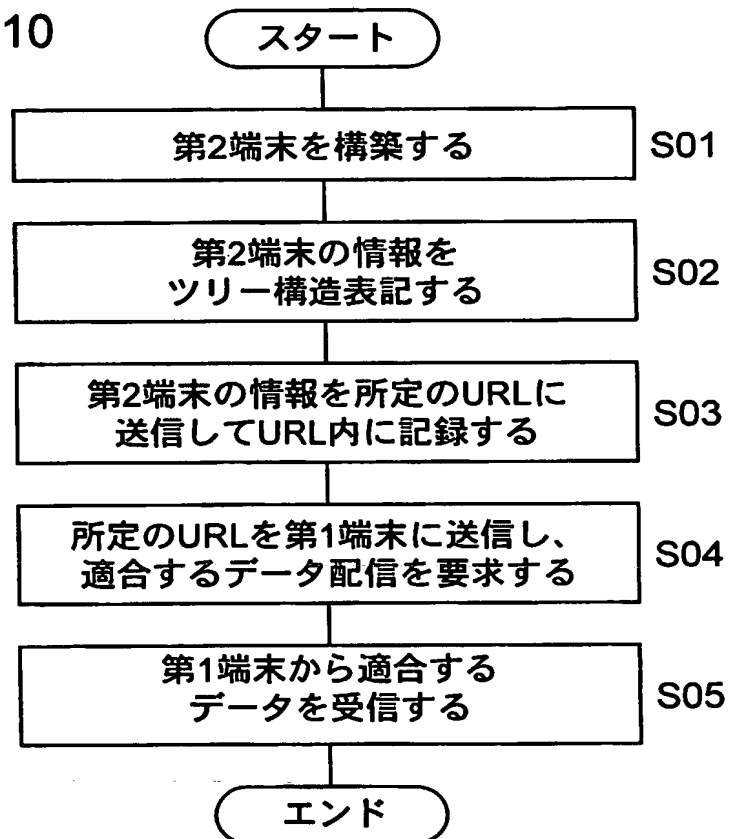 10
スタート
第2端末を構築する
S01
第2端末の情報を
ツリー構造表記する
S02
第2端末の情報を所定のURLに
送信してURL内に記録する
S03
所定のURLを第1端末に送信し、
適合するデータ配信を要求する
S04
第1端末から適合する
データを受信する
S05
エンド